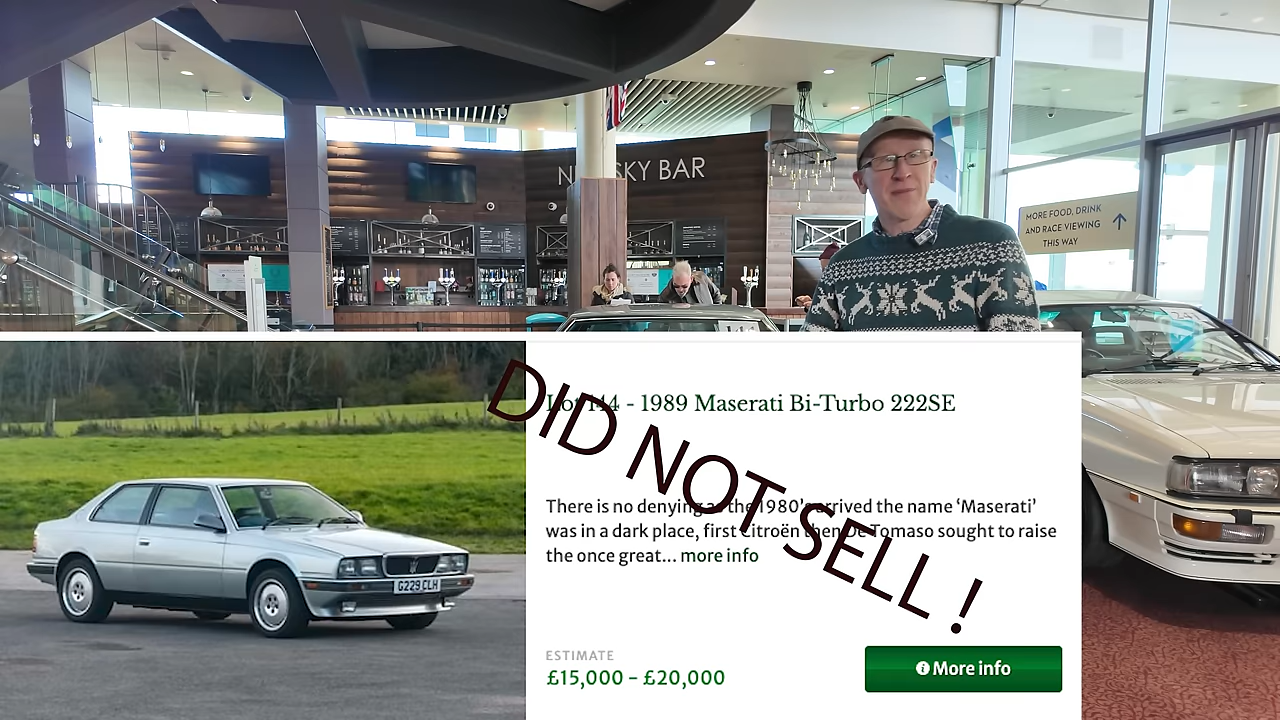 SKY BAR
MORE FOOD, DRINK
AND RACE VIEWING
THIS WAY
Lot 144 - 1989 Maserati Bi-Turbo 222SE
DID NOT SELL !
There is no denying as the 1980's arrived the name ‘Maserati’
was in a dark place, first Citroën then De Tomaso sought to raise
the once great... more info
G229 CLH
ESTIMATE
£15,000 - £20,000
More info